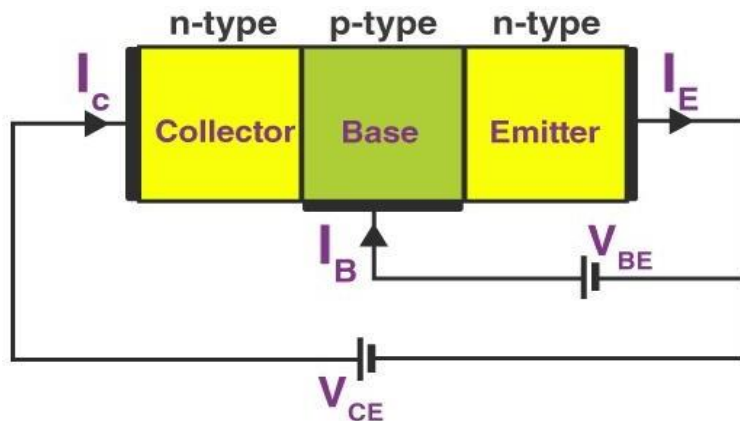 n-type p-type n-type
Ic IE
Collector Base Emitter
IB
VBE
VCE